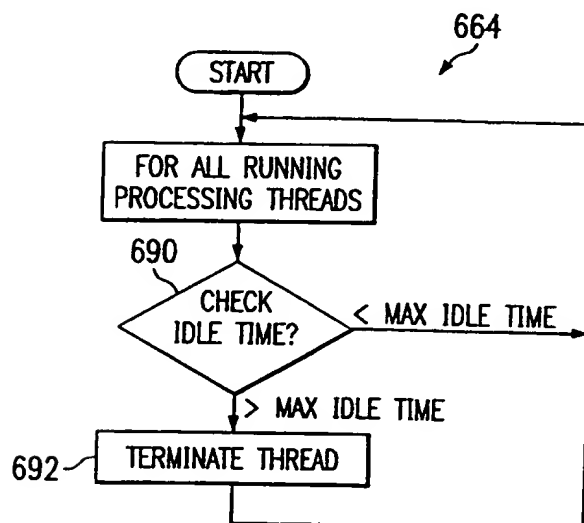 664
START
FOR ALL RUNNING
PROCESSING THREADS
690
CHECK
IDLE TIME?
< MAX IDLE TIME
> MAX IDLE TIME
692
TERMINATE THREAD